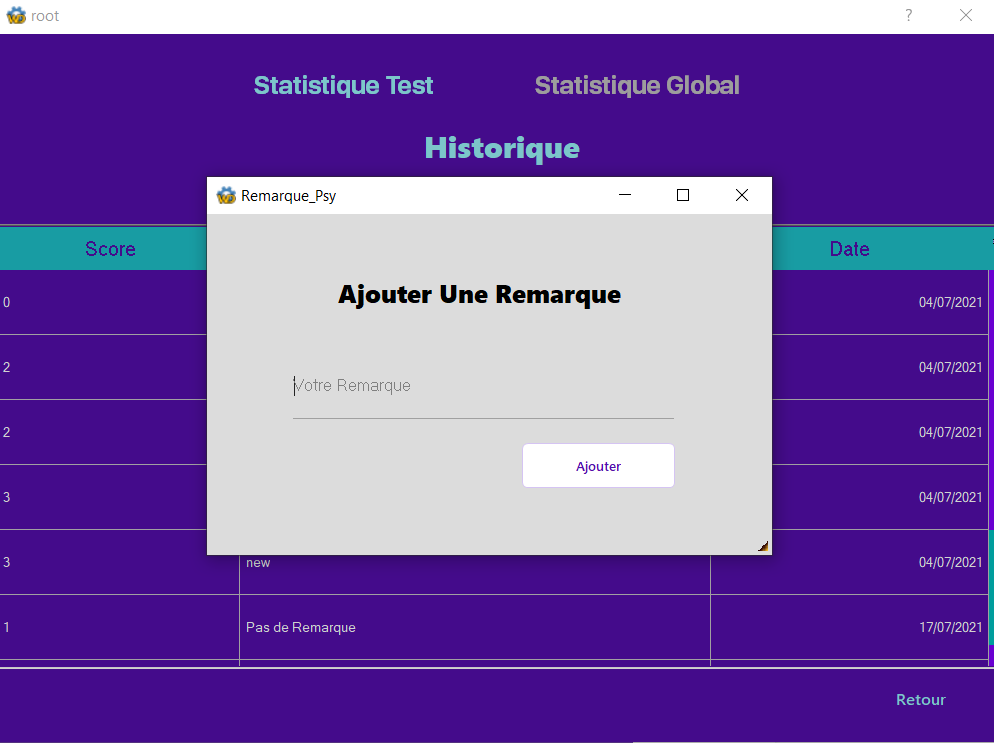 root
?
Statistique Test
Statistique Global
Historique
Remarque_Psy
Score
Date
Ajouter Une Remarque
0
04/07/2021
2
04/07/2021
Votre Remarque
2
04/07/2021
Ajouter
3
04/07/2021
3
new
04/07/2021
1
Pas de Remarque
17/07/2021
Retour